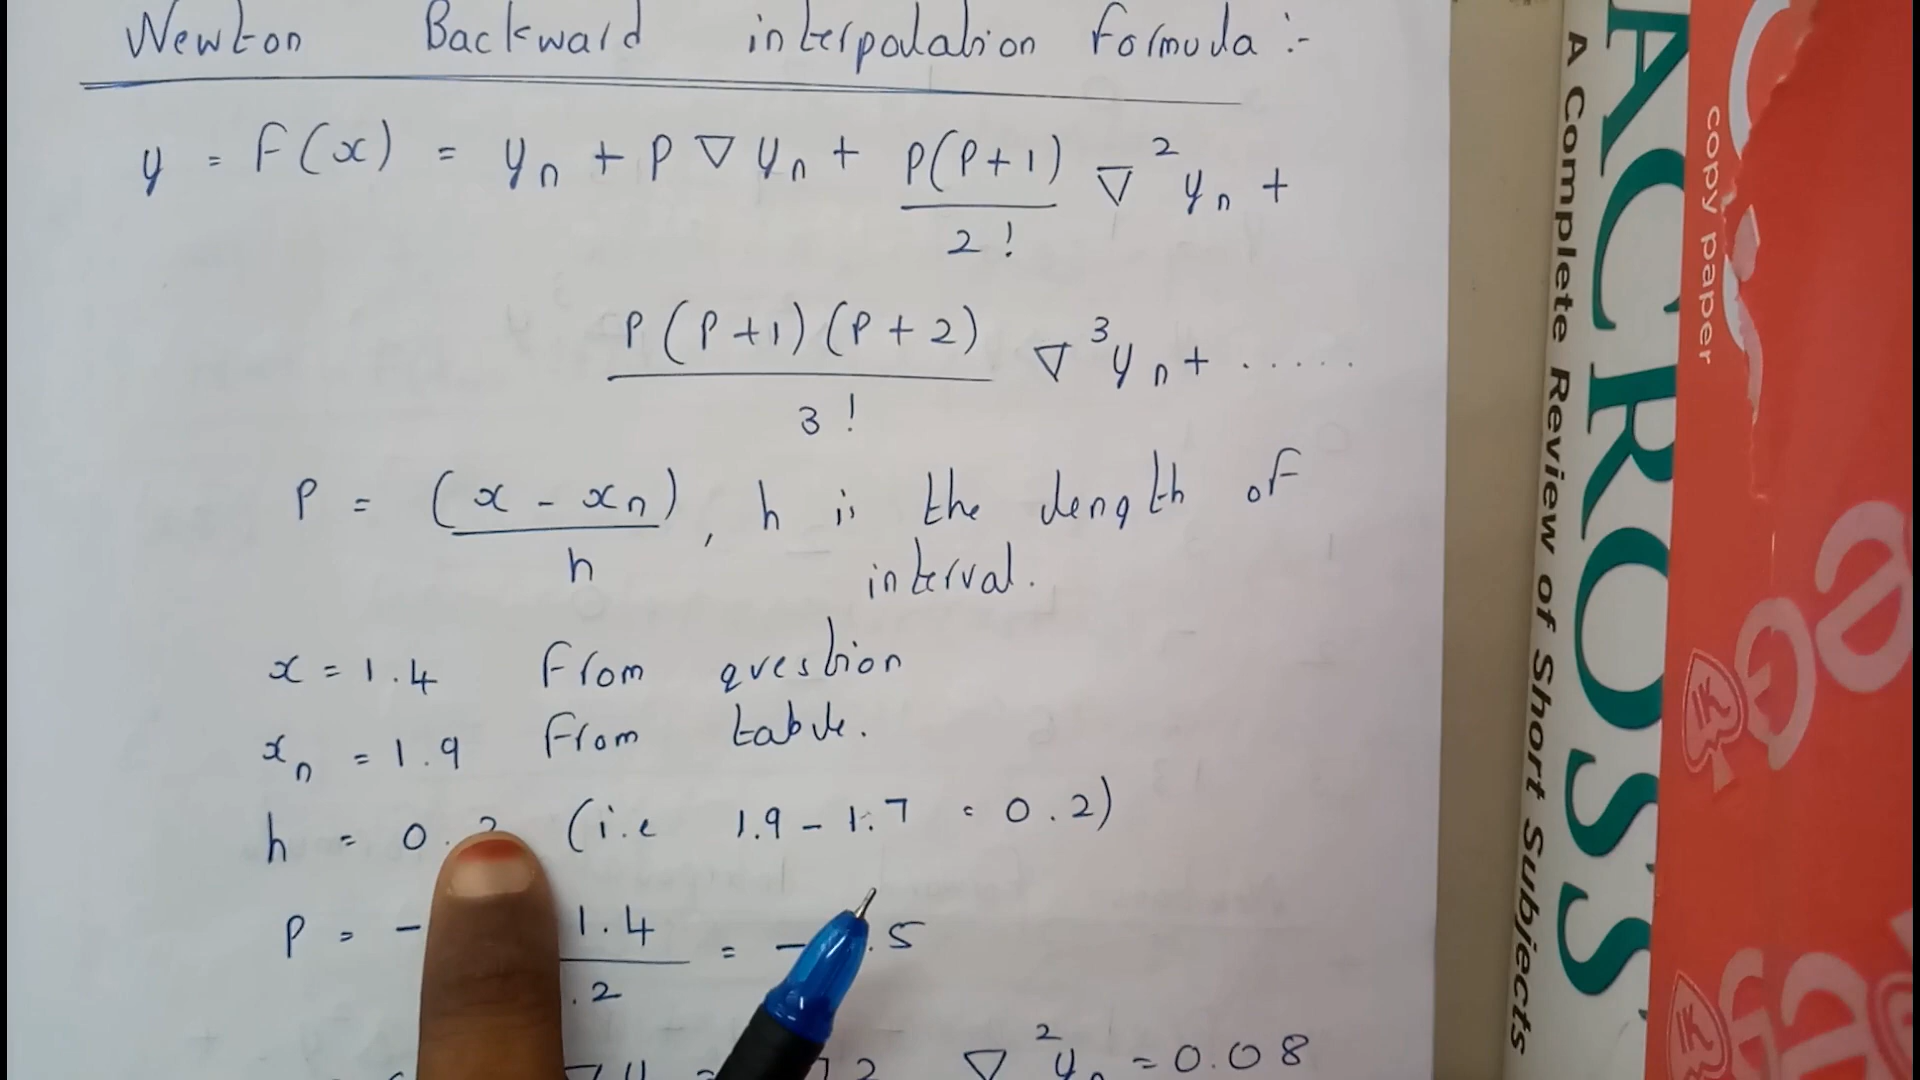 Newton Backward interpolation formula :-
y = f(x) = yₙ + P ∇ yₙ + P(P+1)/2! ∇²yₙ +
P(P+1)(P+2)/3! ∇³yₙ + .....
P = (x - xₙ)/h , h is the length of
interval.
x = 1.4 from question
xₙ = 1.9 from table.
h = 0.2 (i.e 1.9 - 1.7 = 0.2)
P = - 1.4 / .2 = - .5
∇²yₙ = 0.08
ACROSS
A Complete Review of Short Subjects
copy paper